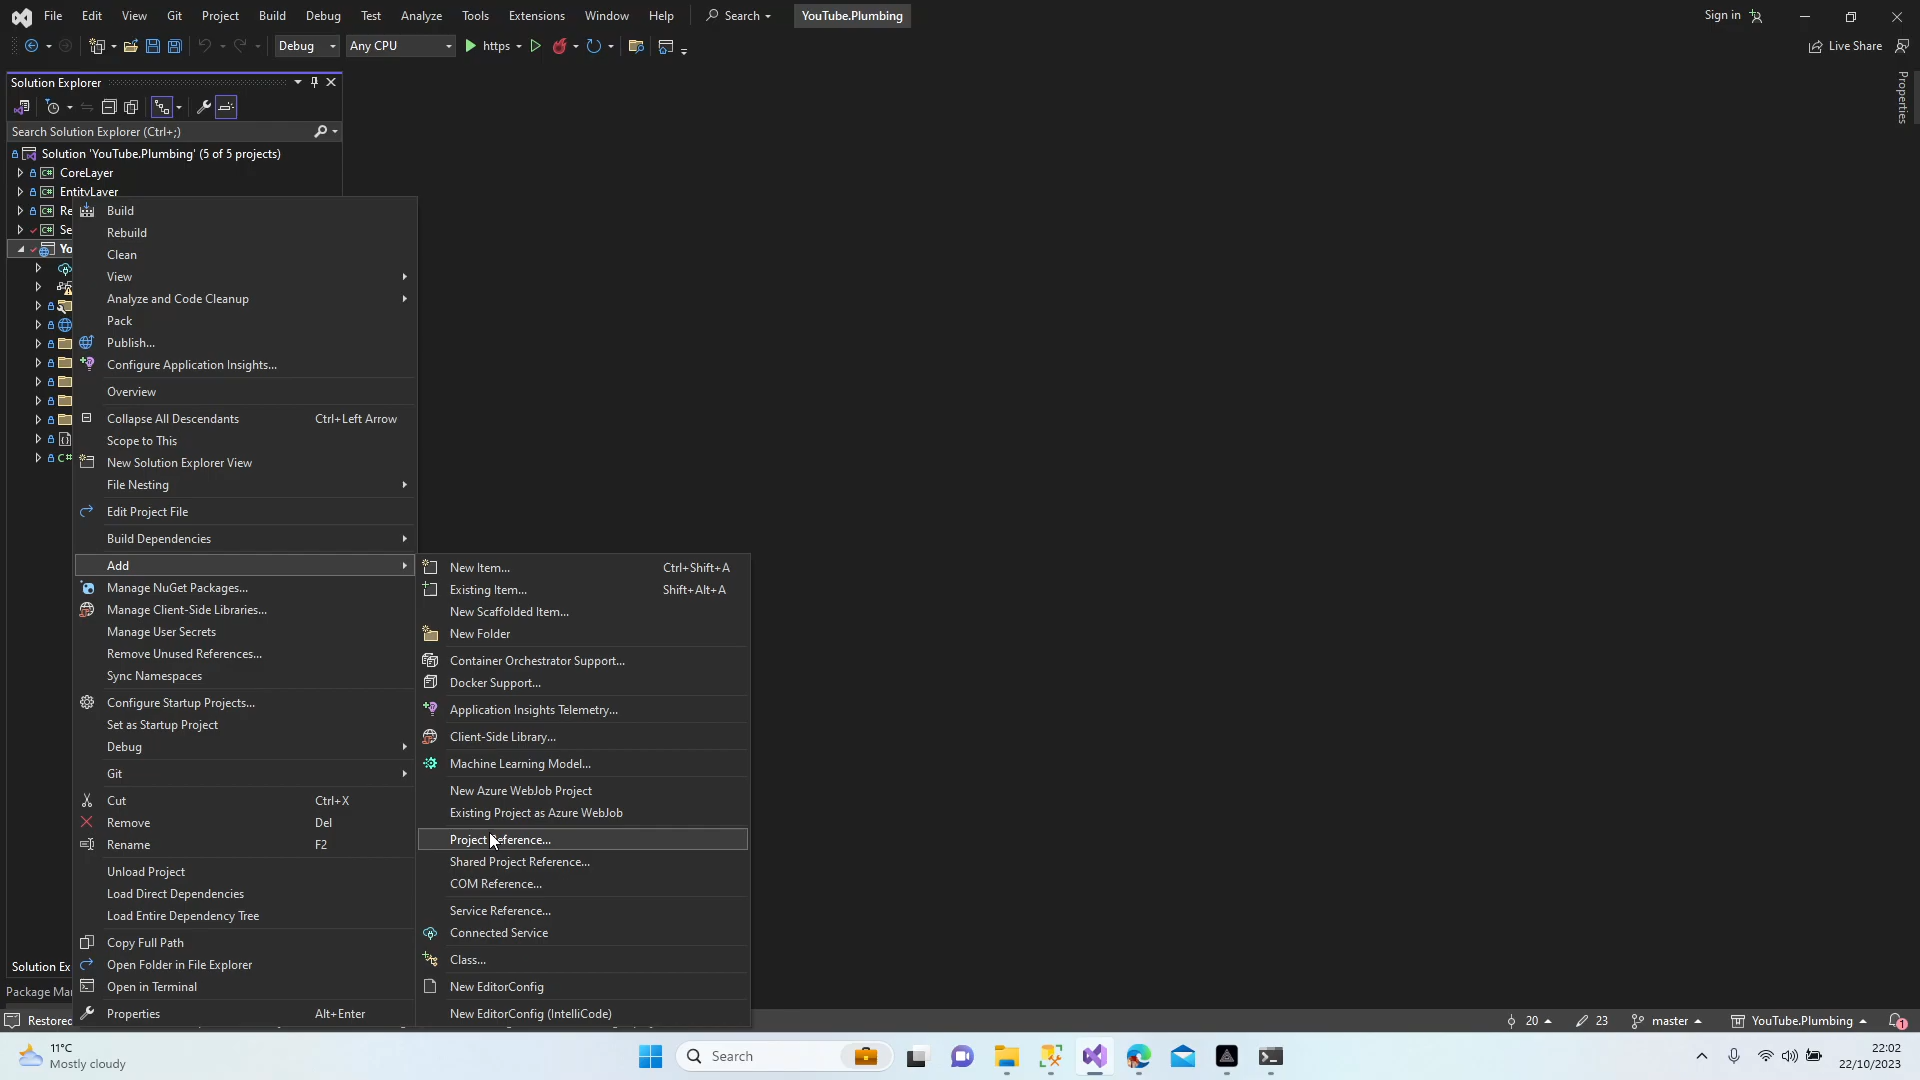 File Edit View Git Project Build Debug Test Analyze Tools Extensions Window Help Search YouTube.Plumbing Sign in
Debug Any CPU https Live Share
Properties
Solution Explorer
Search Solution Explorer (Ctrl+;)
Solution 'YouTube.Plumbing' (5 of 5 projects)
CoreLayer
EntityLayer
Re
Se
Yo
Build
Rebuild
Clean
View
Analyze and Code Cleanup
Pack
Publish...
Configure Application Insights...
Overview
Collapse All Descendants Ctrl+Left Arrow
Scope to This
New Solution Explorer View
File Nesting
Edit Project File
Build Dependencies
Add
Manage NuGet Packages...
Manage Client-Side Libraries...
Manage User Secrets
Remove Unused References...
Sync Namespaces
Configure Startup Projects...
Set as Startup Project
Debug
Git
Cut Ctrl+X
Remove Del
Rename F2
Unload Project
Load Direct Dependencies
Load Entire Dependency Tree
Copy Full Path
Open Folder in File Explorer
Open in Terminal
Properties Alt+Enter
New Item... Ctrl+Shift+A
Existing Item... Shift+Alt+A
New Scaffolded Item...
New Folder
Container Orchestrator Support...
Docker Support...
Application Insights Telemetry...
Client-Side Library...
Machine Learning Model...
New Azure WebJob Project
Existing Project as Azure WebJob
Project Reference...
Shared Project Reference...
COM Reference...
Service Reference...
Connected Service
Class...
New EditorConfig
New EditorConfig (IntelliCode)
Solution Ex
Package Ma
Restored 20 23 master YouTube.Plumbing 1
11°C
Mostly cloudy
Search
22:02
22/10/2023